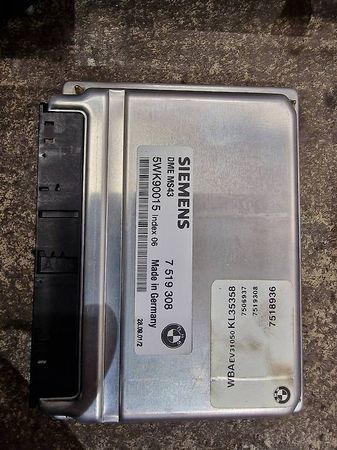 SIEMENS
DME MS43
5WK90015 Index 06
7 519 308
Made in Germany
WBAEV31050KL35358
7506937
7519308
7518936